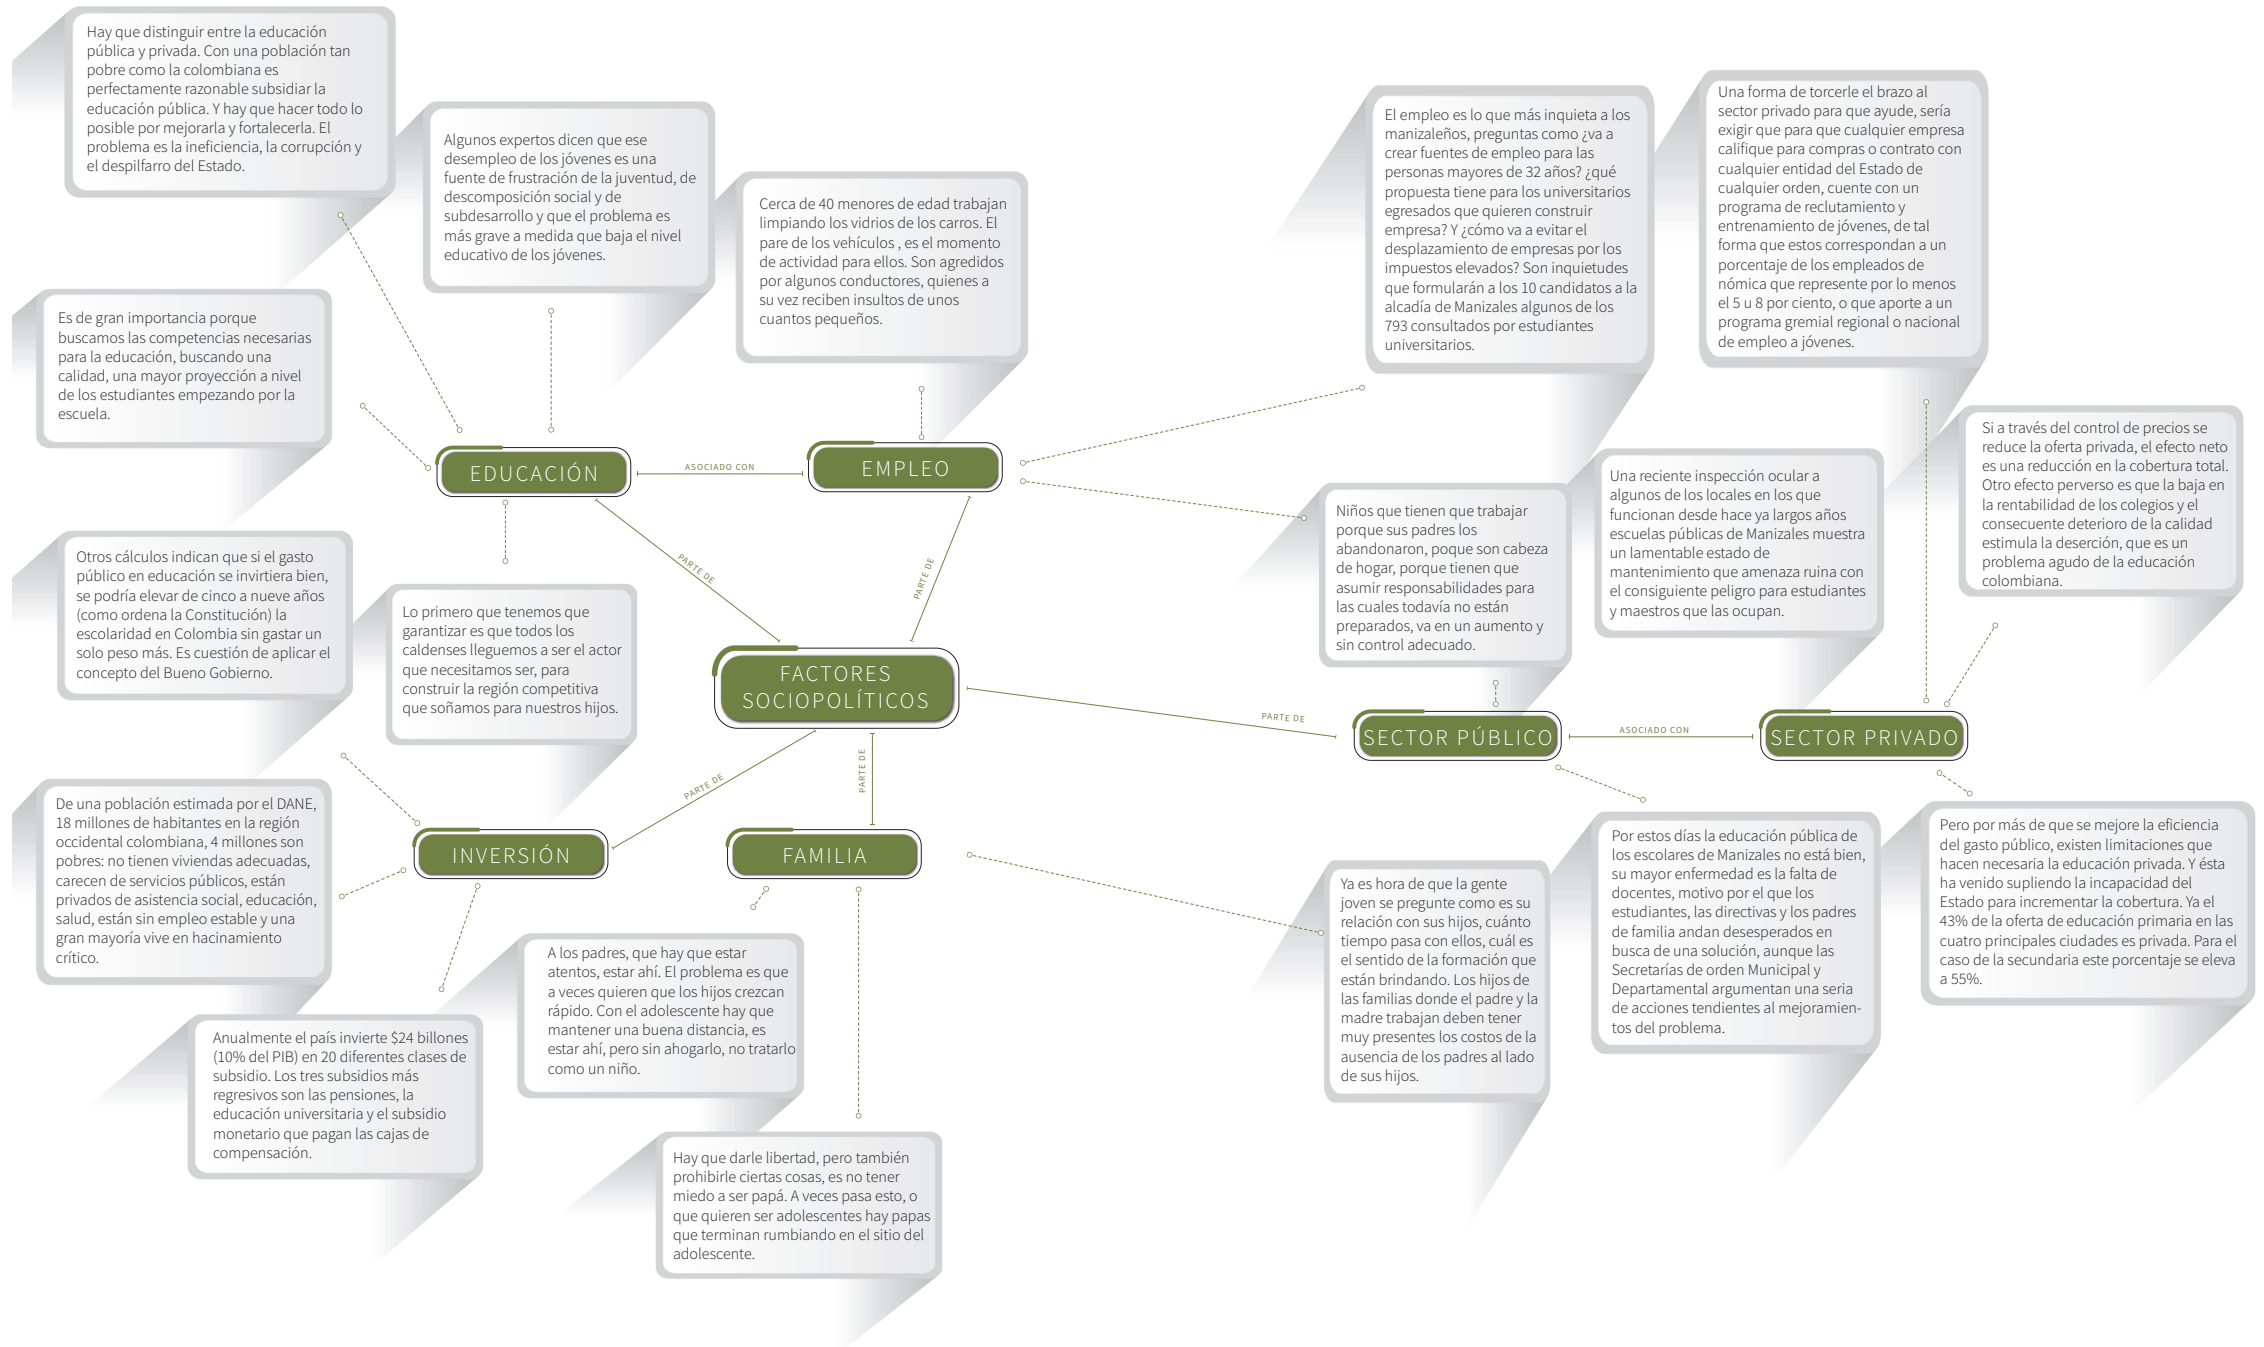 Hay que distinguir entre la educación
pública y privada. Con una población tan
pobre como la colombiana es
perfectamente razonable subsidiar la
educación pública. Y hay que hacer todo lo
posible por mejorarla y fortalecerla. El
problema es la ineficiencia, la corrupción y
el despilfarro del Estado.
Algunos expertos dicen que ese
desempleo de los jóvenes es una
fuente de frustración de la juventud, de
descomposición social y de
subdesarrollo y que el problema es
más grave a medida que baja el nivel
educativo de los jóvenes.
Cerca de 40 menores de edad trabajan
limpiando los vidrios de los carros. El
pare de los vehículos , es el momento
de actividad para ellos. Son agredidos
por algunos conductores, quienes a
su vez reciben insultos de unos
cuantos pequeños.
El empleo es lo que más inquieta a los
manizaleños, preguntas como ¿va a
crear fuentes de empleo para las
personas mayores de 32 años? ¿qué
propuesta tiene para los universitarios
egresados que quieren construir
empresa? Y ¿cómo va a evitar el
desplazamiento de empresas por los
impuestos elevados? Son inquietudes
que formularán a los 10 candidatos a la
alcadía de Manizales algunos de los
793 consultados por estudiantes
universitarios.
Una forma de torcerle el brazo al
sector privado para que ayude, sería
exigir que para que cualquier empresa
califique para compras o contrato con
cualquier entidad del Estado de
cualquier orden, cuente con un
programa de reclutamiento y
entrenamiento de jóvenes, de tal
forma que estos correspondan a un
porcentaje de los empleados de
nómica que represente por lo menos
el 5 u 8 por ciento, o que aporte a un
programa gremial regional o nacional
de empleo a jóvenes.
Es de gran importancia porque
buscamos las competencias necesarias
para la educación, buscando una
calidad, una mayor proyección a nivel
de los estudiantes empezando por la
escuela.
EDUCACIÓN
ASOCIADO CON
EMPLEO
Niños que tienen que trabajar
porque sus padres los
abandonaron, poque son cabeza
de hogar, porque tienen que
asumir responsabilidades para
las cuales todavía no están
preparados, va en un aumento y
sin control adecuado.
Una reciente inspección ocular a
algunos de los locales en los que
funcionan desde hace ya largos años
escuelas públicas de Manizales muestra
un lamentable estado de
mantenimiento que amenaza ruina con
el consiguiente peligro para estudiantes
y maestros que las ocupan.
Si a través del control de precios se
reduce la oferta privada, el efecto neto
es una reducción en la cobertura total.
Otro efecto perverso es que la baja en
la rentabilidad de los colegios y el
consecuente deterioro de la calidad
estimula la deserción, que es un
problema agudo de la educación
colombiana.
Otros cálculos indican que si el gasto
público en educación se invirtiera bien,
se podría elevar de cinco a nueve años
(como ordena la Constitución) la
escolaridad en Colombia sin gastar un
solo peso más. Es cuestión de aplicar el
concepto del Bueno Gobierno.
Lo primero que tenemos que
garantizar es que todos los
caldenses lleguemos a ser el actor
que necesitamos ser, para
construir la región competitiva
que soñamos para nuestros hijos.
PARTE DE
PARTE DE
FACTORES
SOCIOPOLÍTICOS
PARTE DE
SECTOR PÚBLICO
ASOCIADO CON
SECTOR PRIVADO
PARTE DE
PARTE DE
De una población estimada por el DANE,
18 millones de habitantes en la región
occidental colombiana, 4 millones son
pobres: no tienen viviendas adecuadas,
carecen de servicios públicos, están
privados de asistencia social, educación,
salud, están sin empleo estable y una
gran mayoría vive en hacinamiento
crítico.
INVERSIÓN
FAMILIA
Anualmente el país invierte $24 billones
(10% del PIB) en 20 diferentes clases de
subsidio. Los tres subsidios más
regresivos son las pensiones, la
educación universitaria y el subsidio
monetario que pagan las cajas de
compensación.
A los padres, que hay que estar
atentos, estar ahí. El problema es que
a veces quieren que los hijos crezcan
rápido. Con el adolescente hay que
mantener una buena distancia, es
estar ahí, pero sin ahogarlo, no tratarlo
como un niño.
Hay que darle libertad, pero también
prohibirle ciertas cosas, es no tener
miedo a ser papá. A veces pasa esto, o
que quieren ser adolescentes hay papas
que terminan rumbiando en el sitio del
adolescente.
Ya es hora de que la gente
joven se pregunte como es su
relación con sus hijos, cuánto
tiempo pasa con ellos, cuál es
el sentido de la formación que
están brindando. Los hijos de
las familias donde el padre y la
madre trabajan deben tener
muy presentes los costos de la
ausencia de los padres al lado
de sus hijos.
Por estos días la educación pública de
los escolares de Manizales no está bien,
su mayor enfermedad es la falta de
docentes, motivo por el que los
estudiantes, las directivas y los padres
de familia andan desesperados en
busca de una solución, aunque las
Secretarías de orden Municipal y
Departamental argumentan una seria
de acciones tendientes al mejoramien-
tos del problema.
Pero por más de que se mejore la eficiencia
del gasto público, existen limitaciones que
hacen necesaria la educación privada. Y ésta
ha venido supliendo la incapacidad del
Estado para incrementar la cobertura. Ya el
43% de la oferta de educación primaria en las
cuatro principales ciudades es privada. Para el
caso de la secundaria este porcentaje se eleva
a 55%.